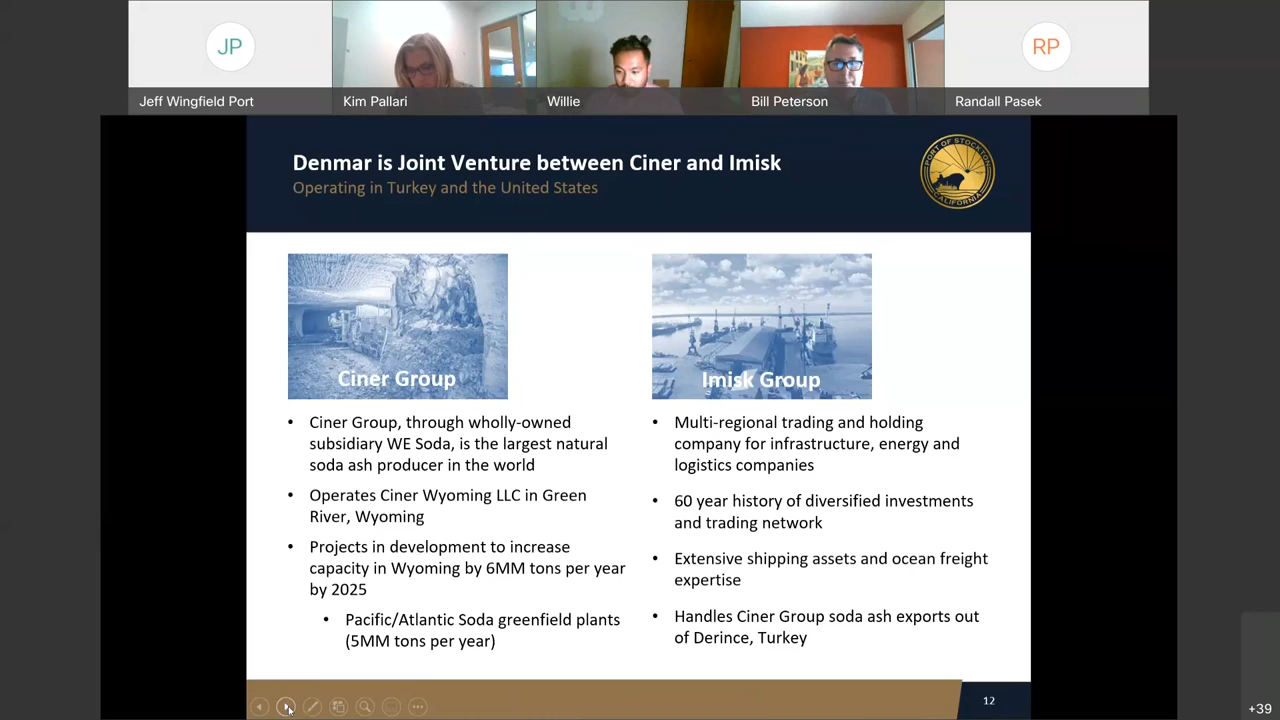 JP
RP
Jeff Wingfield Port
Kim Pallari
Willie
Bill Peterson
Randall Pasek
Denmar is Joint Venture between Ciner and Imisk
Operating in Turkey and the United States
PORT OF STOCKTON
CALIFORNIA
Ciner Group
• Ciner Group, through wholly-owned
subsidiary WE Soda, is the largest natural
soda ash producer in the world
• Operates Ciner Wyoming LLC in Green
River, Wyoming
• Projects in development to increase
capacity in Wyoming by 6MM tons per year
by 2025
• Pacific/Atlantic Soda greenfield plants
(5MM tons per year)
Imisk Group
• Multi-regional trading and holding
company for infrastructure, energy and
logistics companies
• 60 year history of diversified investments
and trading network
• Extensive shipping assets and ocean freight
expertise
• Handles Ciner Group soda ash exports out
of Derince, Turkey
12
+39